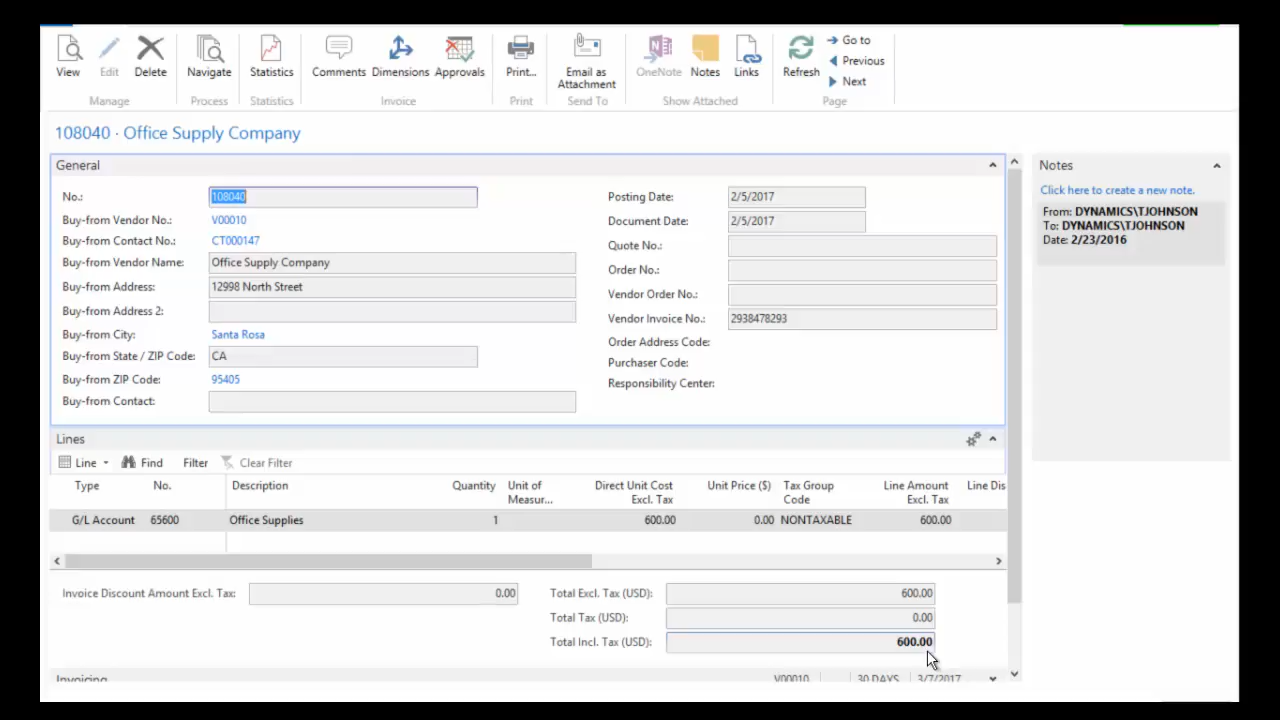 View Edit Delete Navigate Statistics Comments Dimensions Approvals Print... Email as Attachment OneNote Notes Links Refresh
Go to
Previous
Next
Manage Process Statistics Invoice Print Send To Show Attached Page
108040 · Office Supply Company
General
No.: 108040
Buy-from Vendor No.: V00010
Buy-from Contact No.: CT000147
Buy-from Vendor Name: Office Supply Company
Buy-from Address: 12998 North Street
Buy-from Address 2:
Buy-from City: Santa Rosa
Buy-from State / ZIP Code: CA
Buy-from ZIP Code: 95405
Buy-from Contact:
Posting Date: 2/5/2017
Document Date: 2/5/2017
Quote No.:
Order No.:
Vendor Order No.:
Vendor Invoice No.: 2938478293
Order Address Code:
Purchaser Code:
Responsibility Center:
Notes
Click here to create a new note.
From: DYNAMICS\TJOHNSON
To: DYNAMICS\TJOHNSON
Date: 2/23/2016
Lines
Line Find Filter Clear Filter
Type No. Description Quantity Unit of Measur... Direct Unit Cost Excl. Tax Unit Price ($) Tax Group Code Line Amount Excl. Tax Line Dis
G/L Account 65600 Office Supplies 1 600.00 0.00 NONTAXABLE 600.00
Invoice Discount Amount Excl. Tax: 0.00
Total Excl. Tax (USD): 600.00
Total Tax (USD): 0.00
Total Incl. Tax (USD): 600.00
Invoicing V00010 30 DAYS 3/7/2017